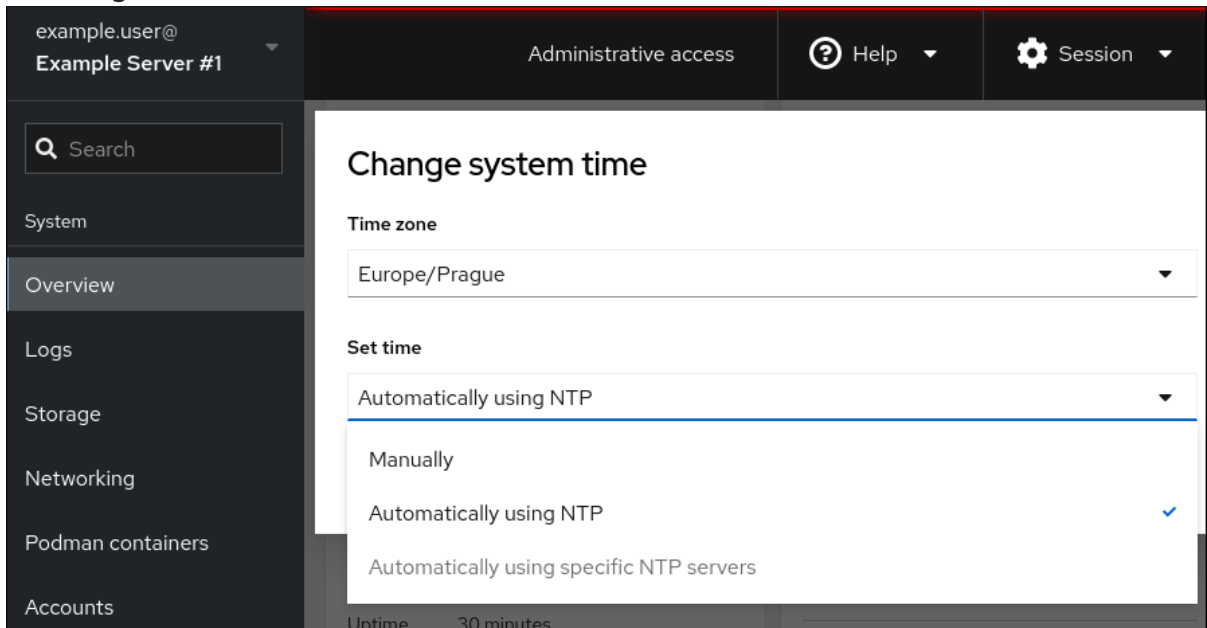 example.user@
Example Server #1
Administrative access
Help
Session
Search
System
Overview
Logs
Storage
Networking
Podman containers
Accounts
Change system time
Time zone
Europe/Prague
Set time
Automatically using NTP
Manually
Automatically using NTP
Automatically using specific NTP servers
Uptime 30 minutes